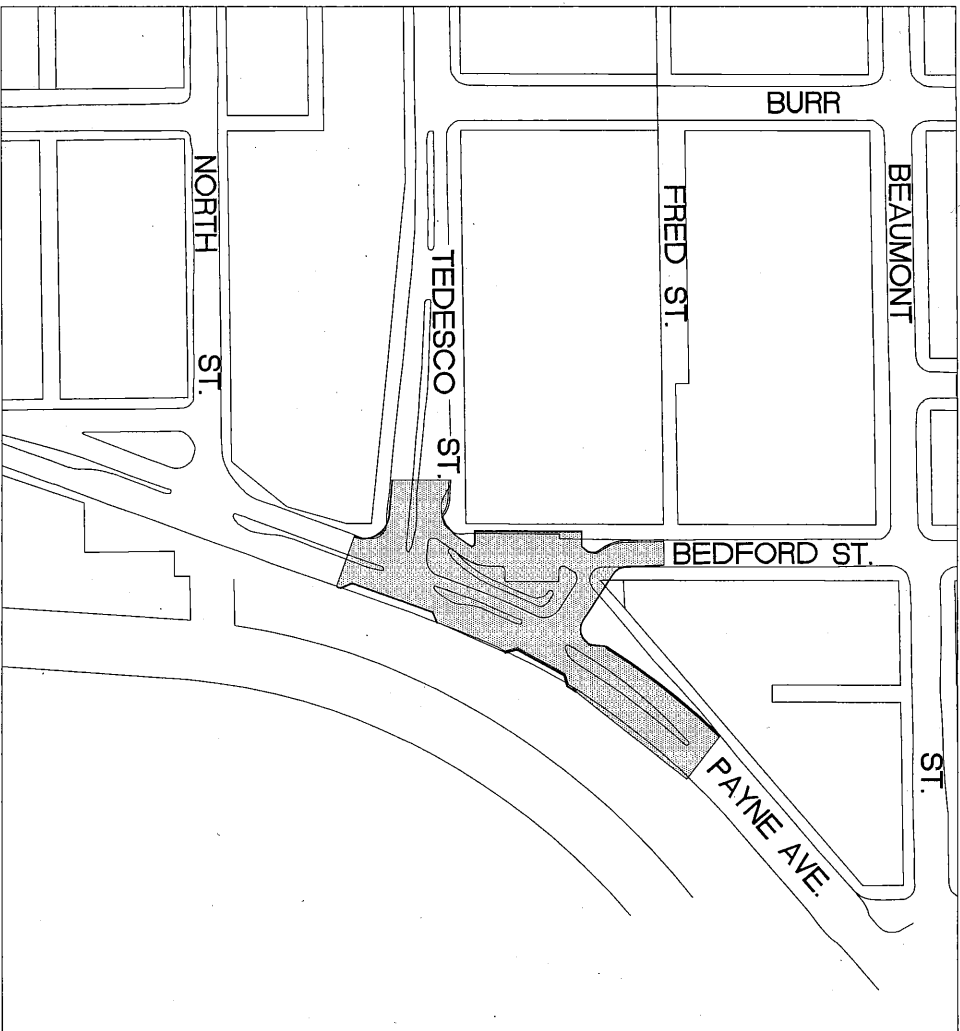 BURR
NORTH ST.
TEDESCO ST.
FRED ST.
BEAUMONT ST.
BEDFORD ST.
PAYNE AVE.